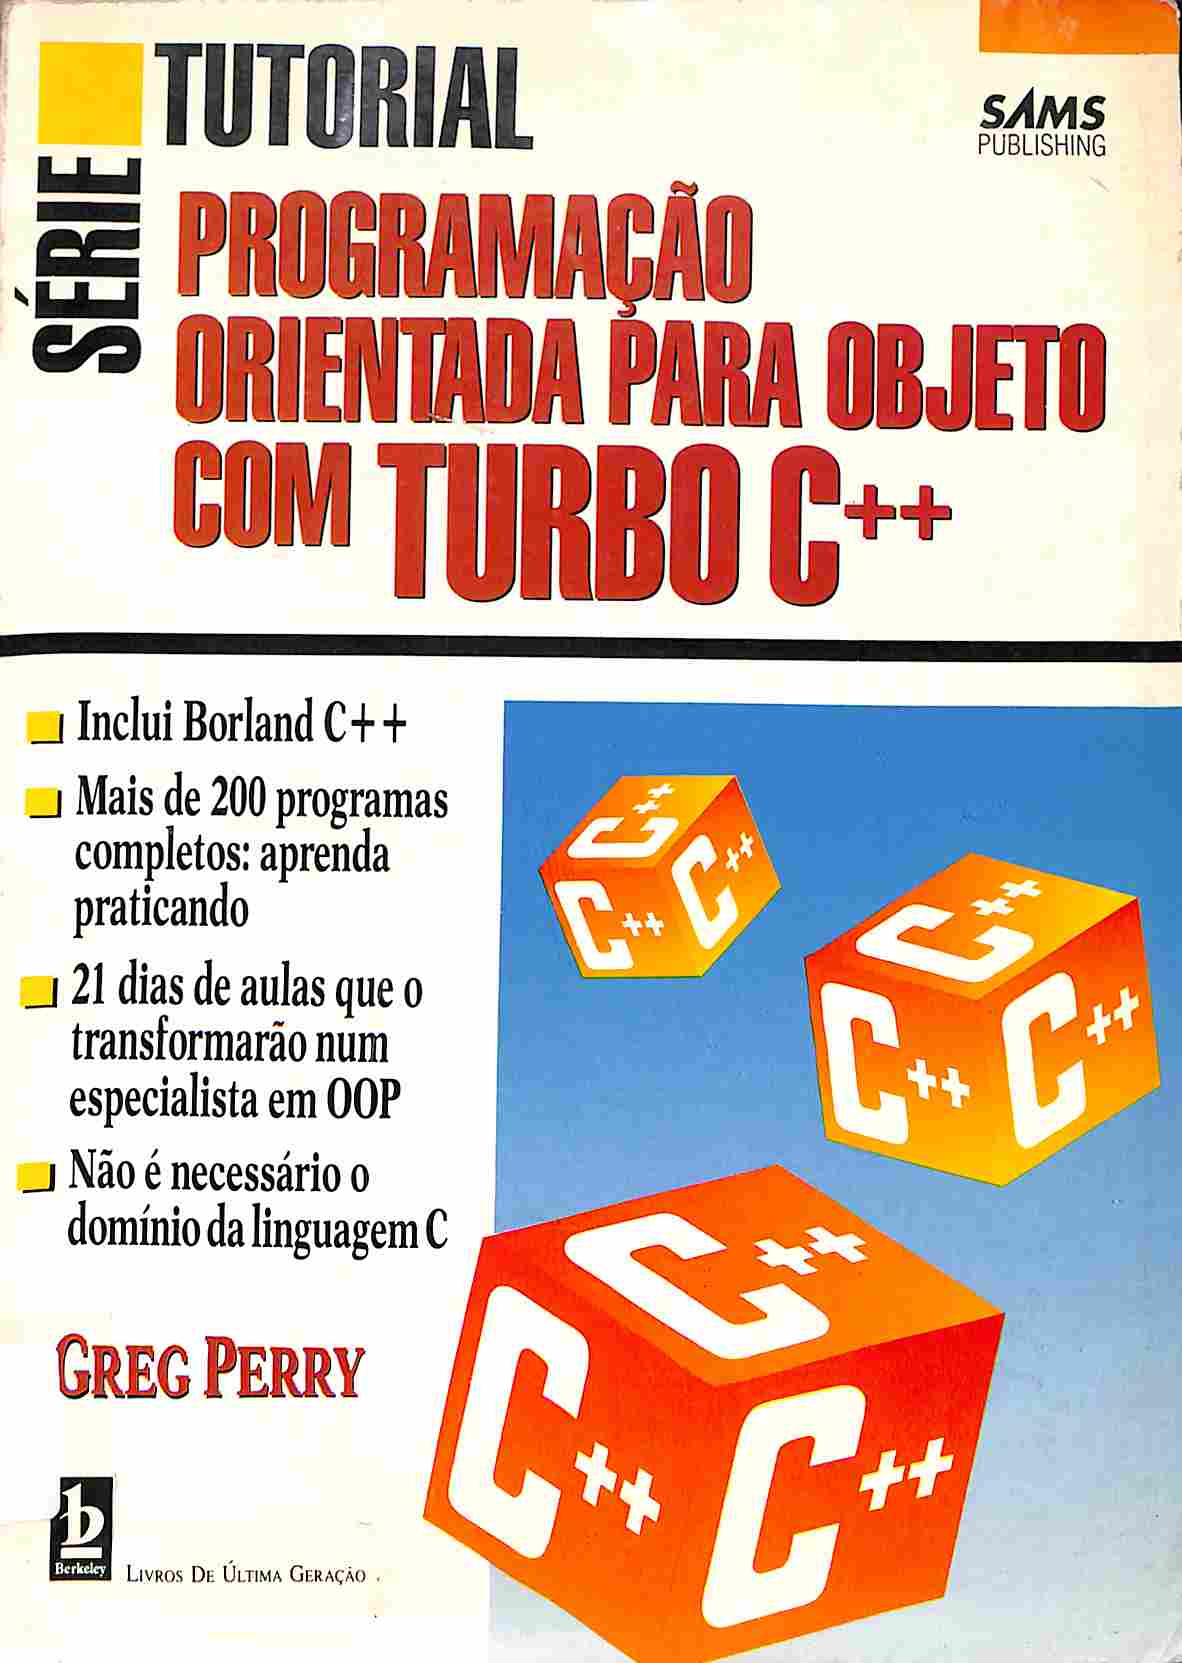 SÉRIE
TUTORIAL
SAMS
PUBLISHING
PROGRAMAÇÃO
ORIENTADA PARA OBJETO
COM TURBO C++
Inclui Borland C++
Mais de 200 programas
completos: aprenda
praticando
21 dias de aulas que o
transformarão num
especialista em OOP
Não é necessário o
domínio da linguagem C
C++
C++
C++
C++
C++
C++
C++
C++
C++
GREG PERRY
b
Berkeley
LIVROS DE ÚLTIMA GERAÇÃO